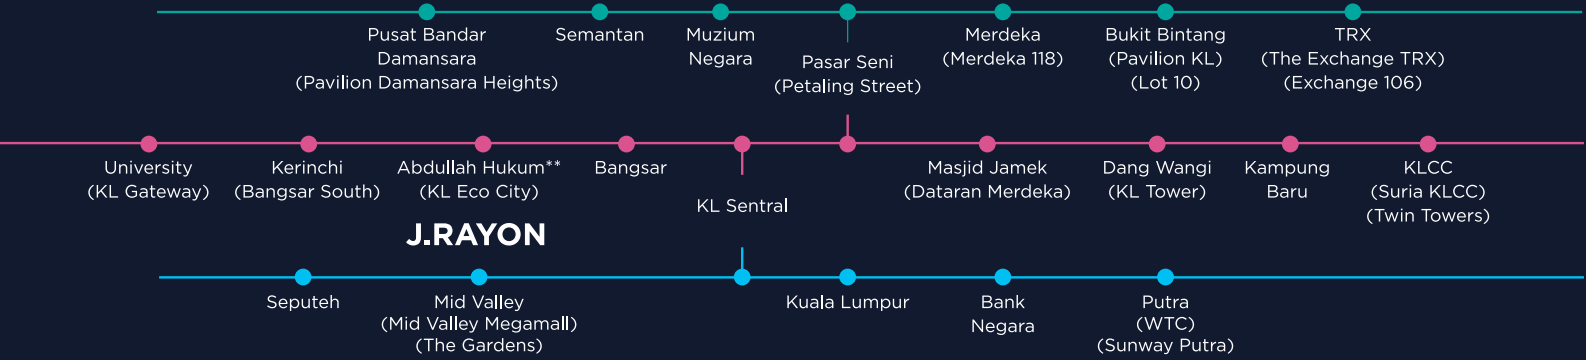 Pusat Bandar
Damansara
(Pavilion Damansara Heights)
Semantan
Muzium
Negara
Pasar Seni
(Petaling Street)
Merdeka
(Merdeka 118)
Bukit Bintang
(Pavilion KL)
(Lot 10)
TRX
(The Exchange TRX)
(Exchange 106)
University
(KL Gateway)
Kerinchi
(Bangsar South)
Abdullah Hukum**
(KL Eco City)
J.RAYON
Bangsar
KL Sentral
Masjid Jamek
(Dataran Merdeka)
Dang Wangi
(KL Tower)
Kampung
Baru
KLCC
(Suria KLCC)
(Twin Towers)
Seputeh
Mid Valley
(Mid Valley Megamall)
(The Gardens)
Kuala Lumpur
Bank
Negara
Putra
(WTC)
(Sunway Putra)